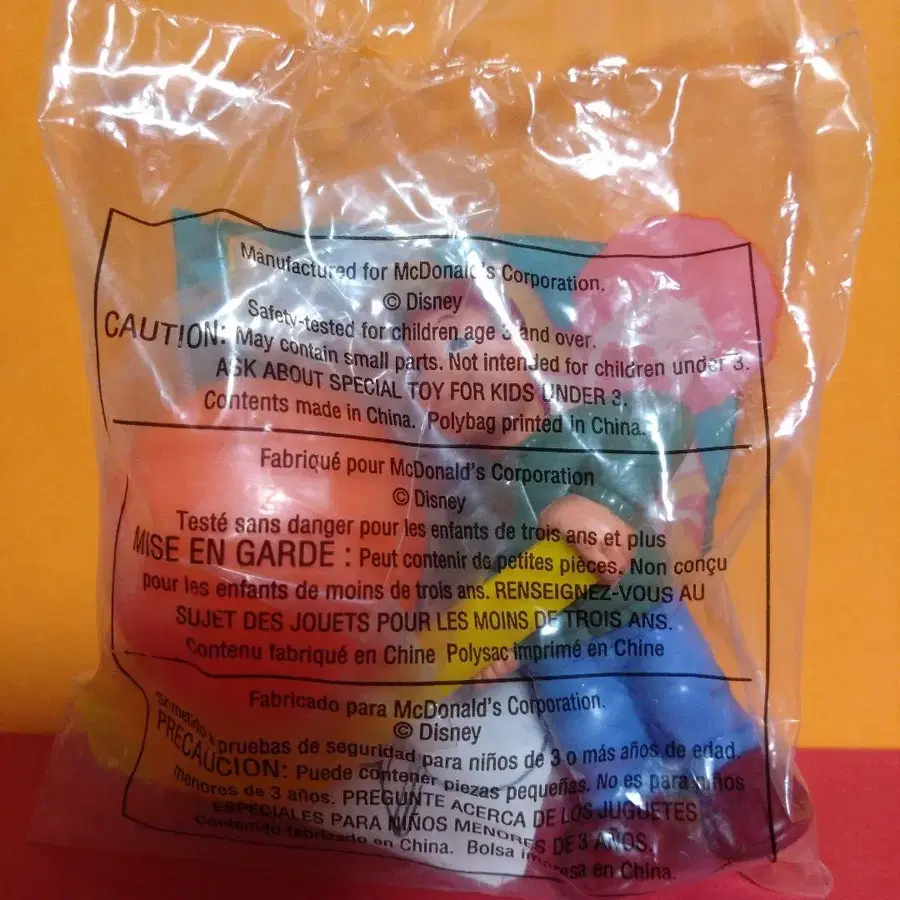 Manufactured for McDonald's Corporation.
© Disney
Safety-tested for children age 3 and over.
CAUTION: May contain small parts. Not intended for children under 3.
ASK ABOUT SPECIAL TOY FOR KIDS UNDER 3.
Contents made in China. Polybag printed in China.
Fabriqué pour McDonald's Corporation
© Disney
Testé sans danger pour les enfants de trois ans et plus
MISE EN GARDE : Peut contenir de petites pièces. Non conçu
pour les enfants de moins de trois ans. RENSEIGNEZ-VOUS AU
SUJET DES JOUETS POUR LES MOINS DE TROIS ANS.
Contenu fabriqué en Chine Polysac imprimé en Chine
Fabricado para McDonald's Corporation.
© Disney
Sometido a pruebas de seguridad para niños de 3 o más años de edad.
PRECAUCION: Puede contener piezas pequeñas. No es para niños
menores de 3 años. PREGUNTE ACERCA DE LOS JUGUETES
ESPECIALES PARA NIÑOS MENORES DE 3 AÑOS.
Contenido fabricado en China. Bolsa impresa en China.